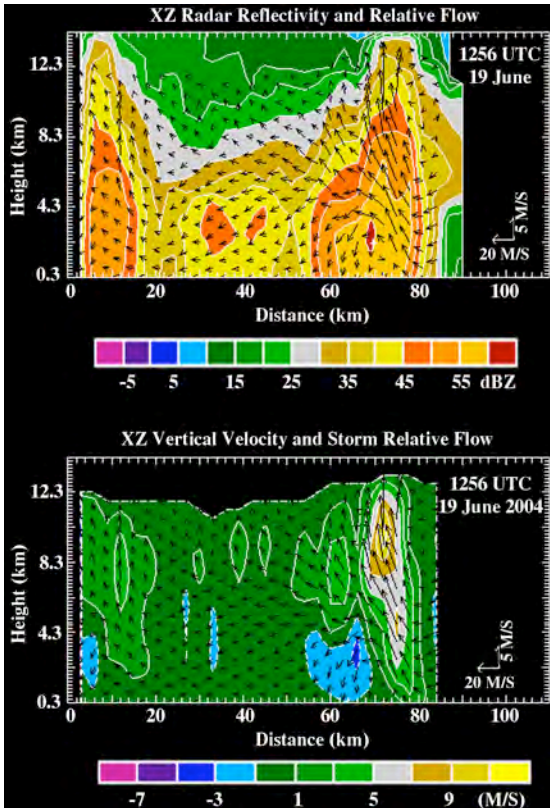 XZ Radar Reflectivity and Relative Flow
1256 UTC
19 June
12.3
8.3
4.3
0.3
Height (km)
5 M/S
20 M/S
0 20 40 60 80 100
Distance (km)
-5 5 15 25 35 45 55 dBZ
XZ Vertical Velocity and Storm Relative Flow
1256 UTC
19 June 2004
12.3
8.3
4.3
0.3
Height (km)
5 M/S
20 M/S
0 20 40 60 80 100
Distance (km)
-7 -3 1 5 9 (M/S)